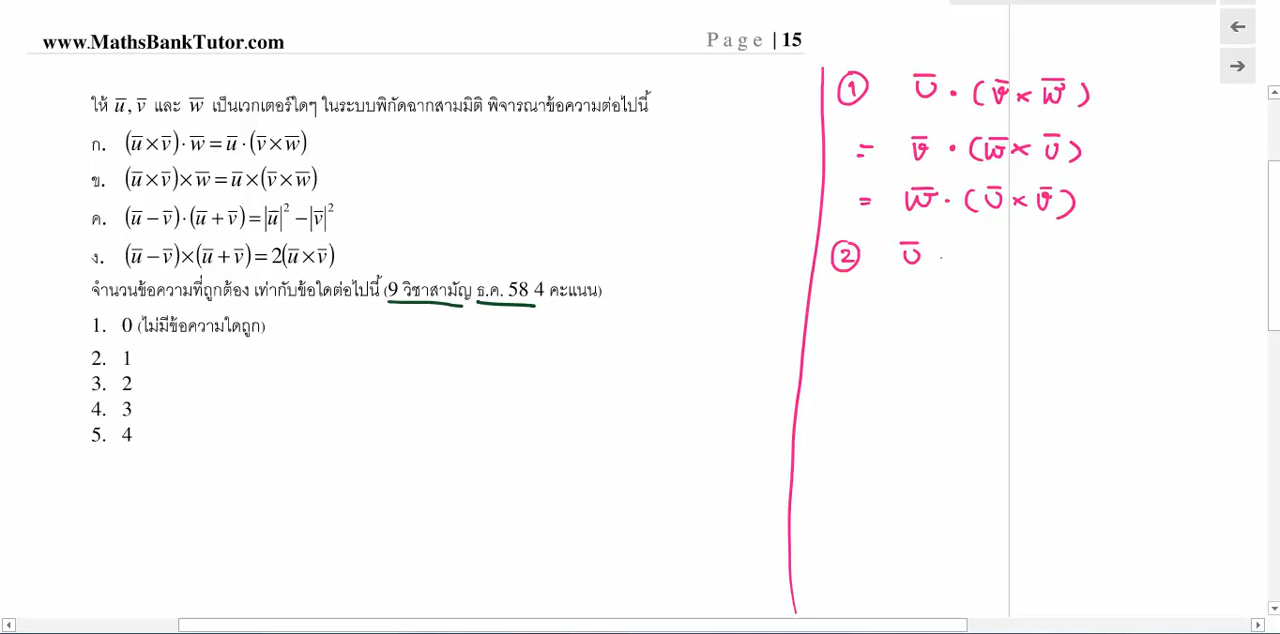 www.MathsBankTutor.com
Page | 15
ให้ u̅, v̅ และ w̅ เป็นเวกเตอร์ใดๆ ในระบบพิกัดฉากสามมิติ พิจารณาข้อความต่อไปนี้
ก. (u̅ × v̅) · w̅ = u̅ · (v̅ × w̅)
ข. (u̅ × v̅) × w̅ = u̅ × (v̅ × w̅)
ค. (u̅ − v̅) · (u̅ + v̅) = |u̅|² − |v̅|²
ง. (u̅ − v̅) × (u̅ + v̅) = 2(u̅ × v̅)
จำนวนข้อความที่ถูกต้อง เท่ากับข้อใดต่อไปนี้ (9 วิชาสามัญ ธ.ค. 58 4 คะแนน)
1. 0 (ไม่มีข้อความใดถูก)
2. 1
3. 2
4. 3
5. 4
① u̅ · (v̅ × w̅)
= v̅ · (w̅ × u̅)
= w̅ · (u̅ × v̅)
② u̅ ·